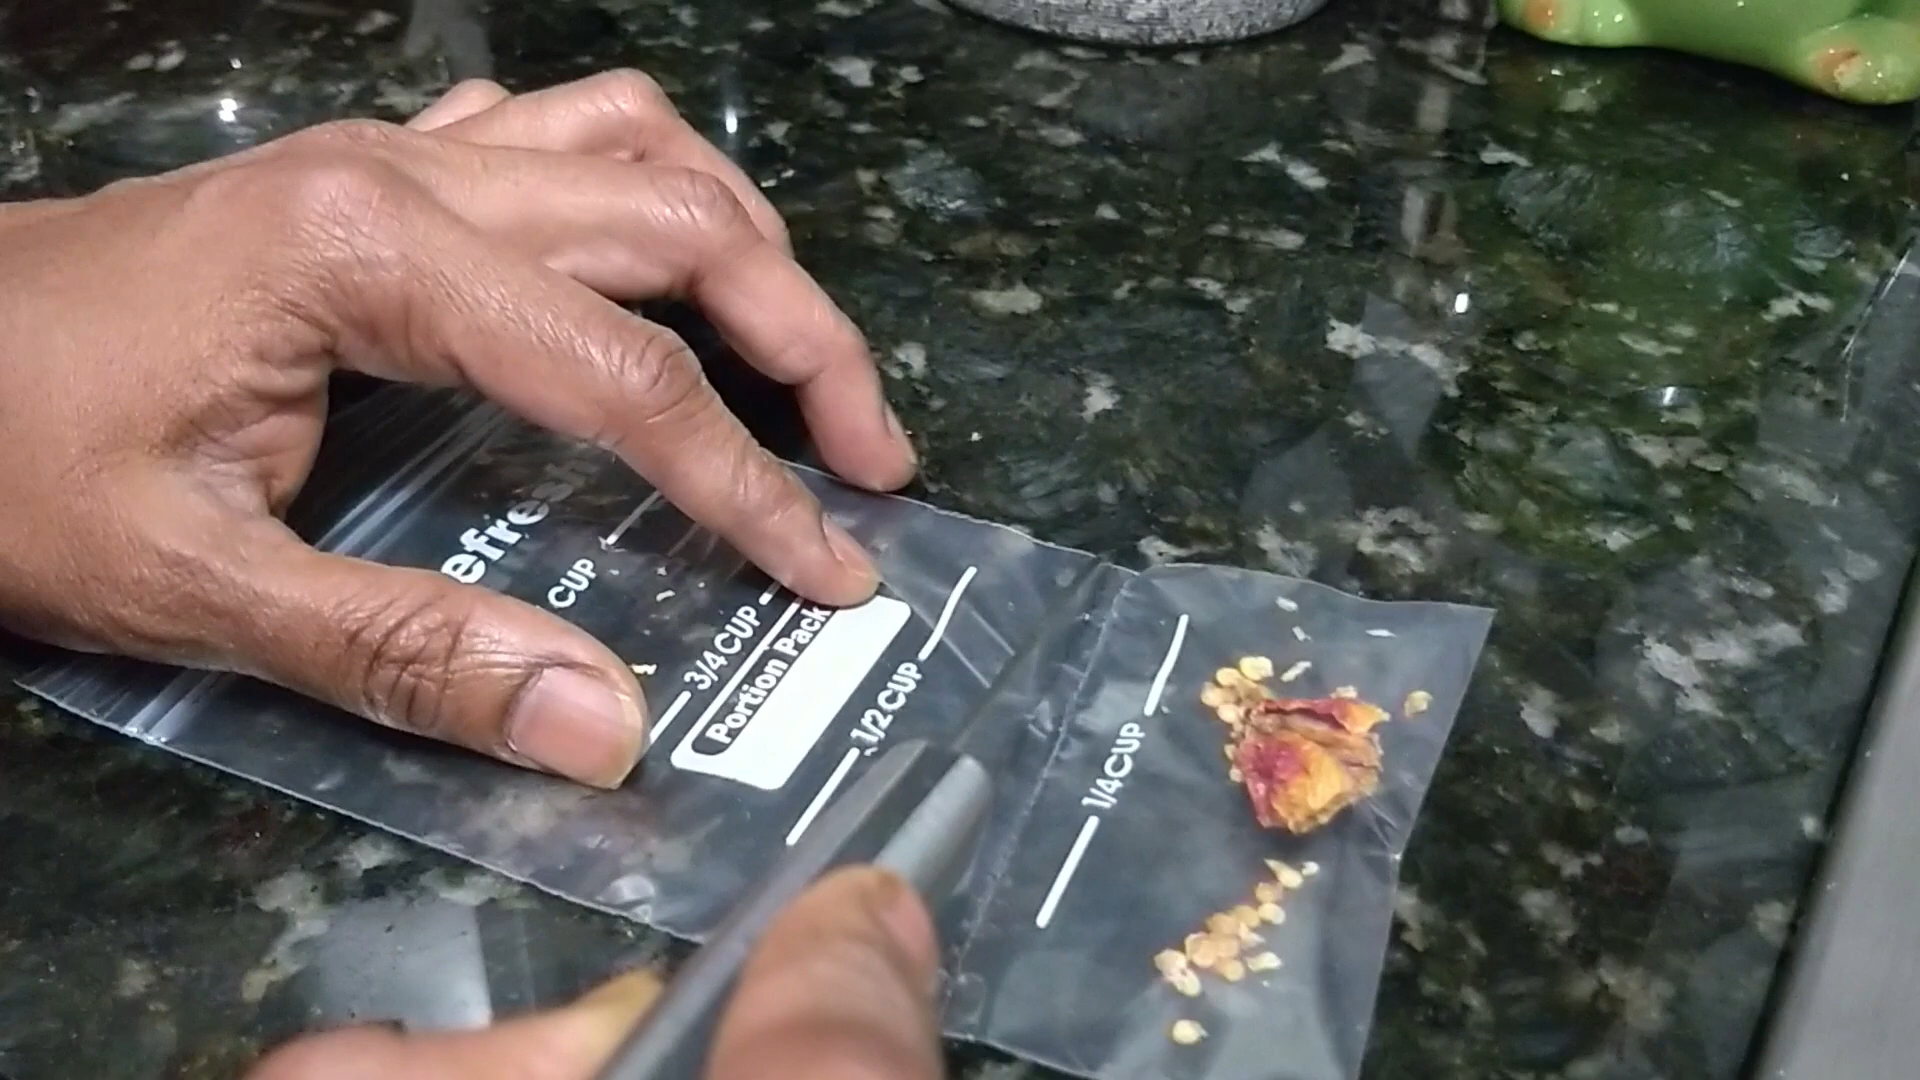 efresh
CUP
3/4 CUP
Portion Pack
1/2 CUP
1/4 CUP